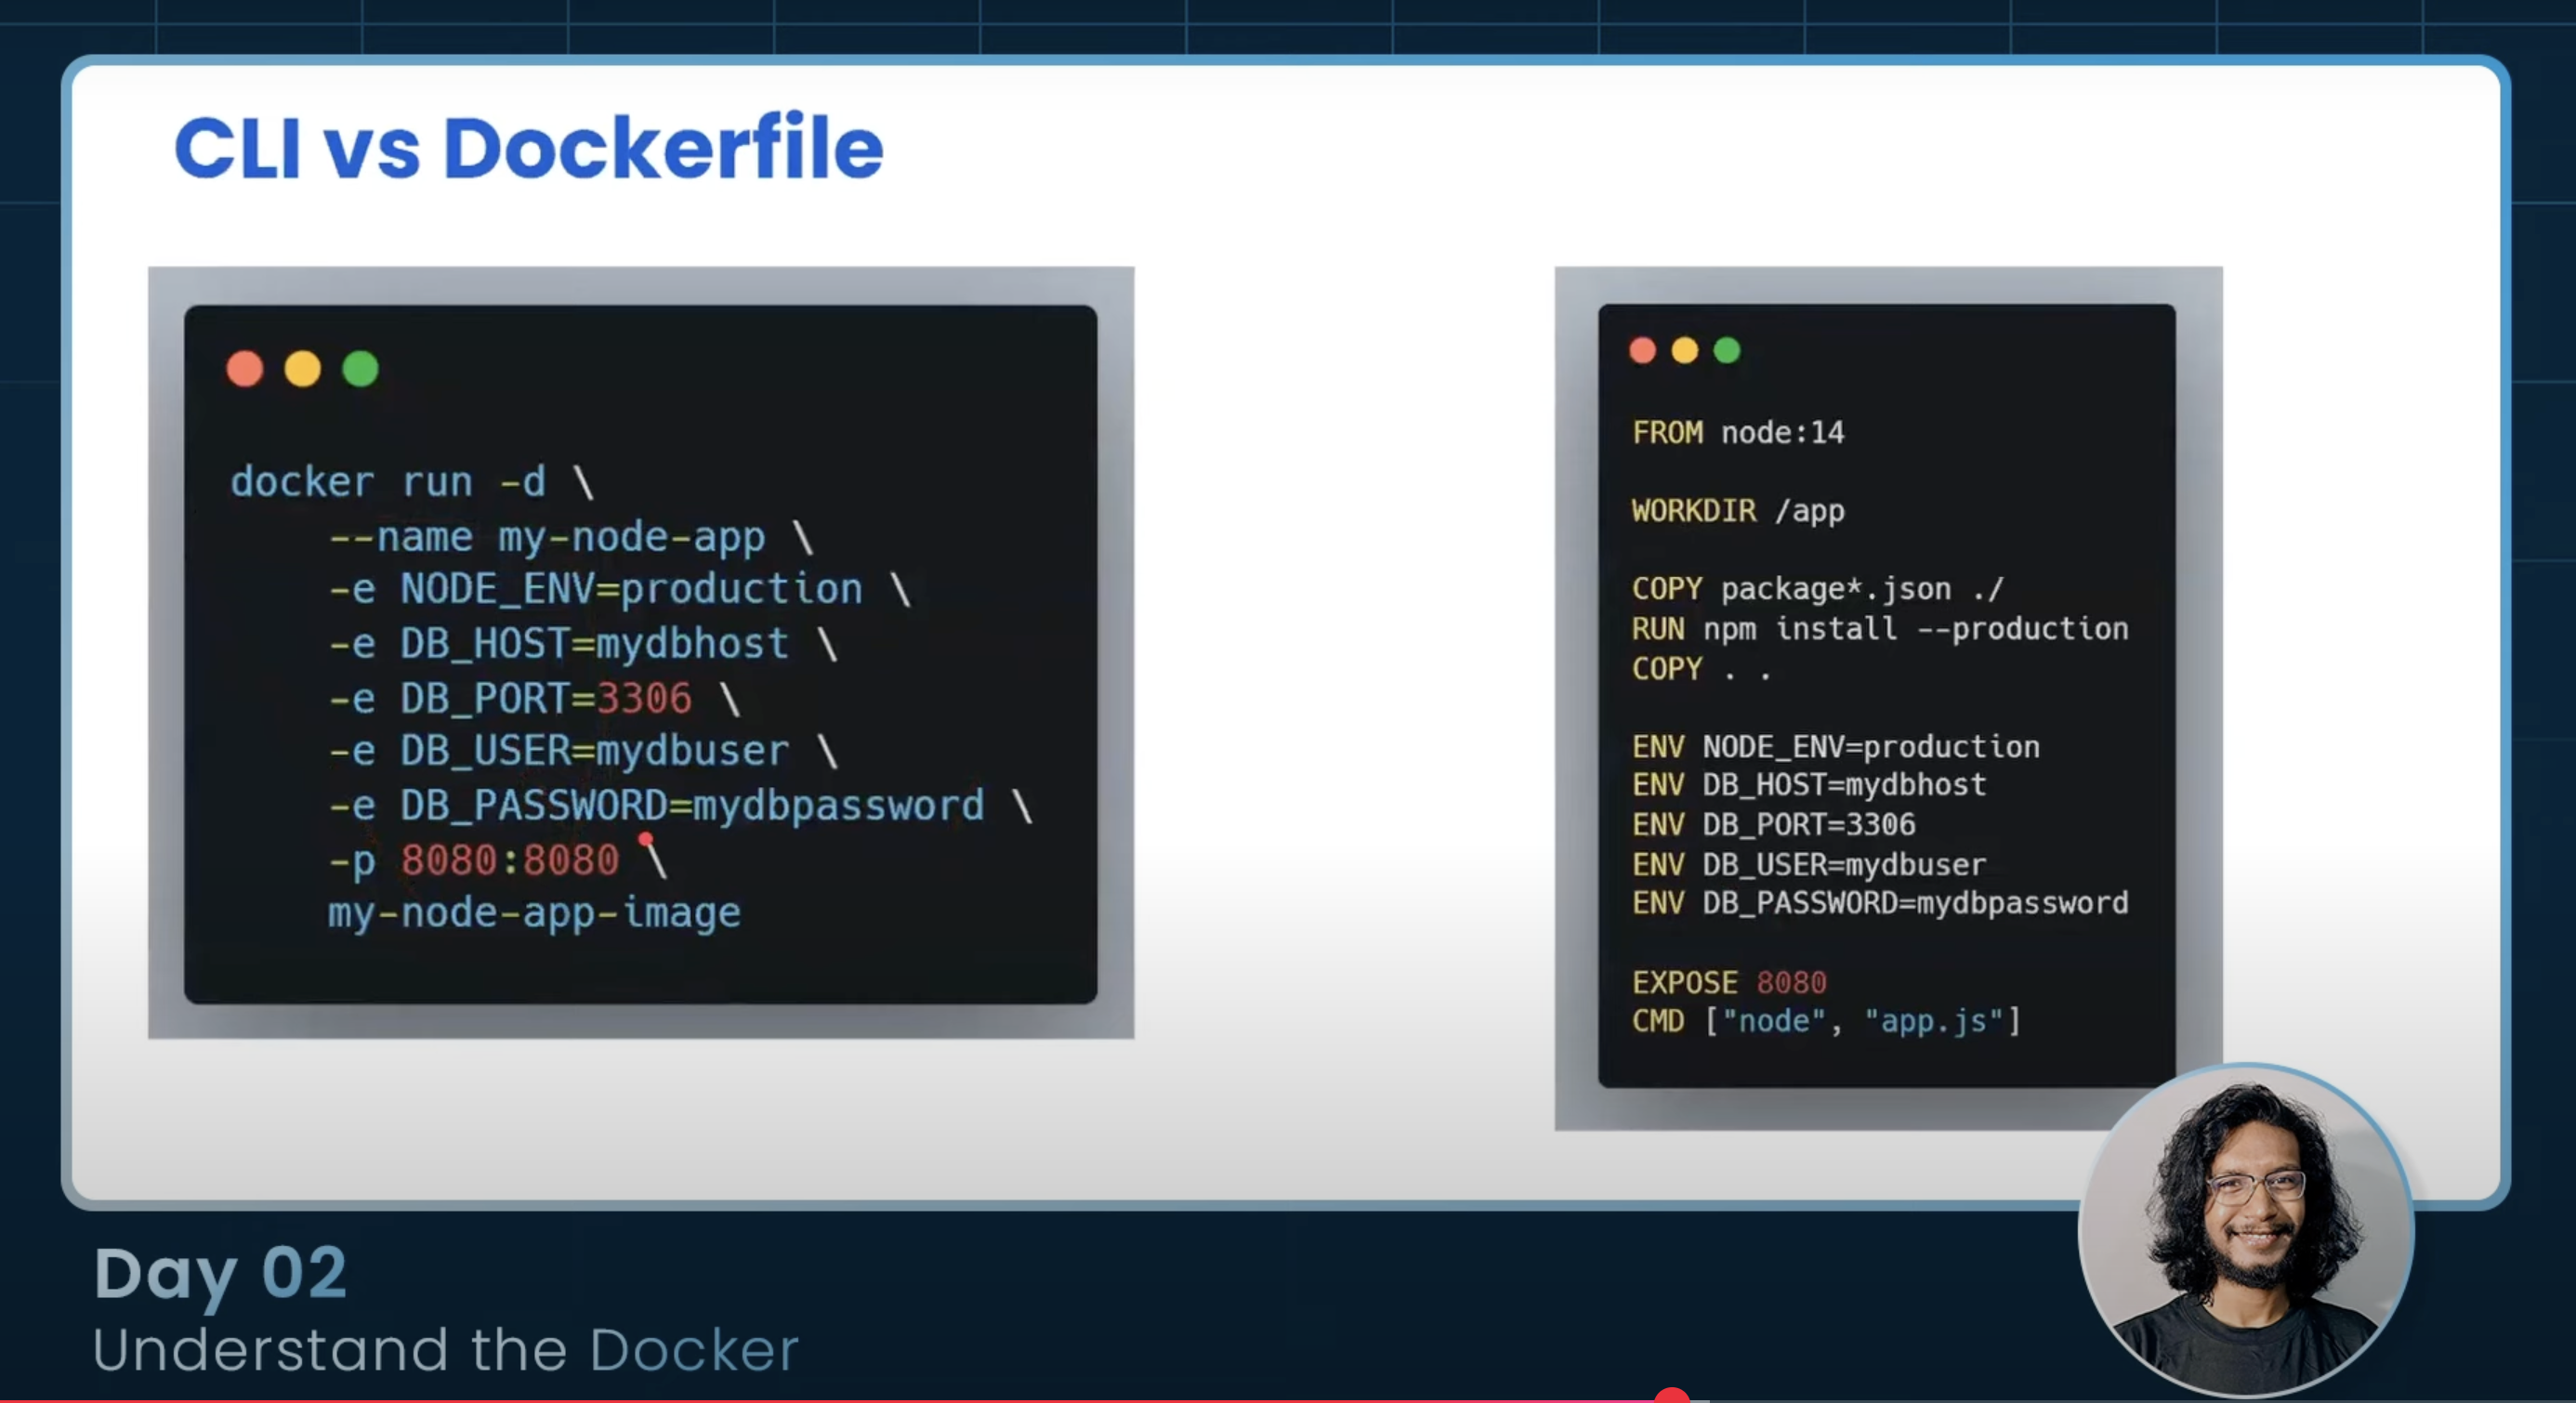 CLI vs Dockerfile
docker run -d \
--name my-node-app \
-e NODE_ENV=production \
-e DB_HOST=mydbhost \
-e DB_PORT=3306 \
-e DB_USER=mydbuser \
-e DB_PASSWORD=mydbpassword \
-p 8080:8080 \
my-node-app-image
FROM node:14
WORKDIR /app
COPY package*.json ./
RUN npm install --production
COPY . .
ENV NODE_ENV=production
ENV DB_HOST=mydbhost
ENV DB_PORT=3306
ENV DB_USER=mydbuser
ENV DB_PASSWORD=mydbpassword
EXPOSE 8080
CMD ["node", "app.js"]
Day 02
Understand the Docker